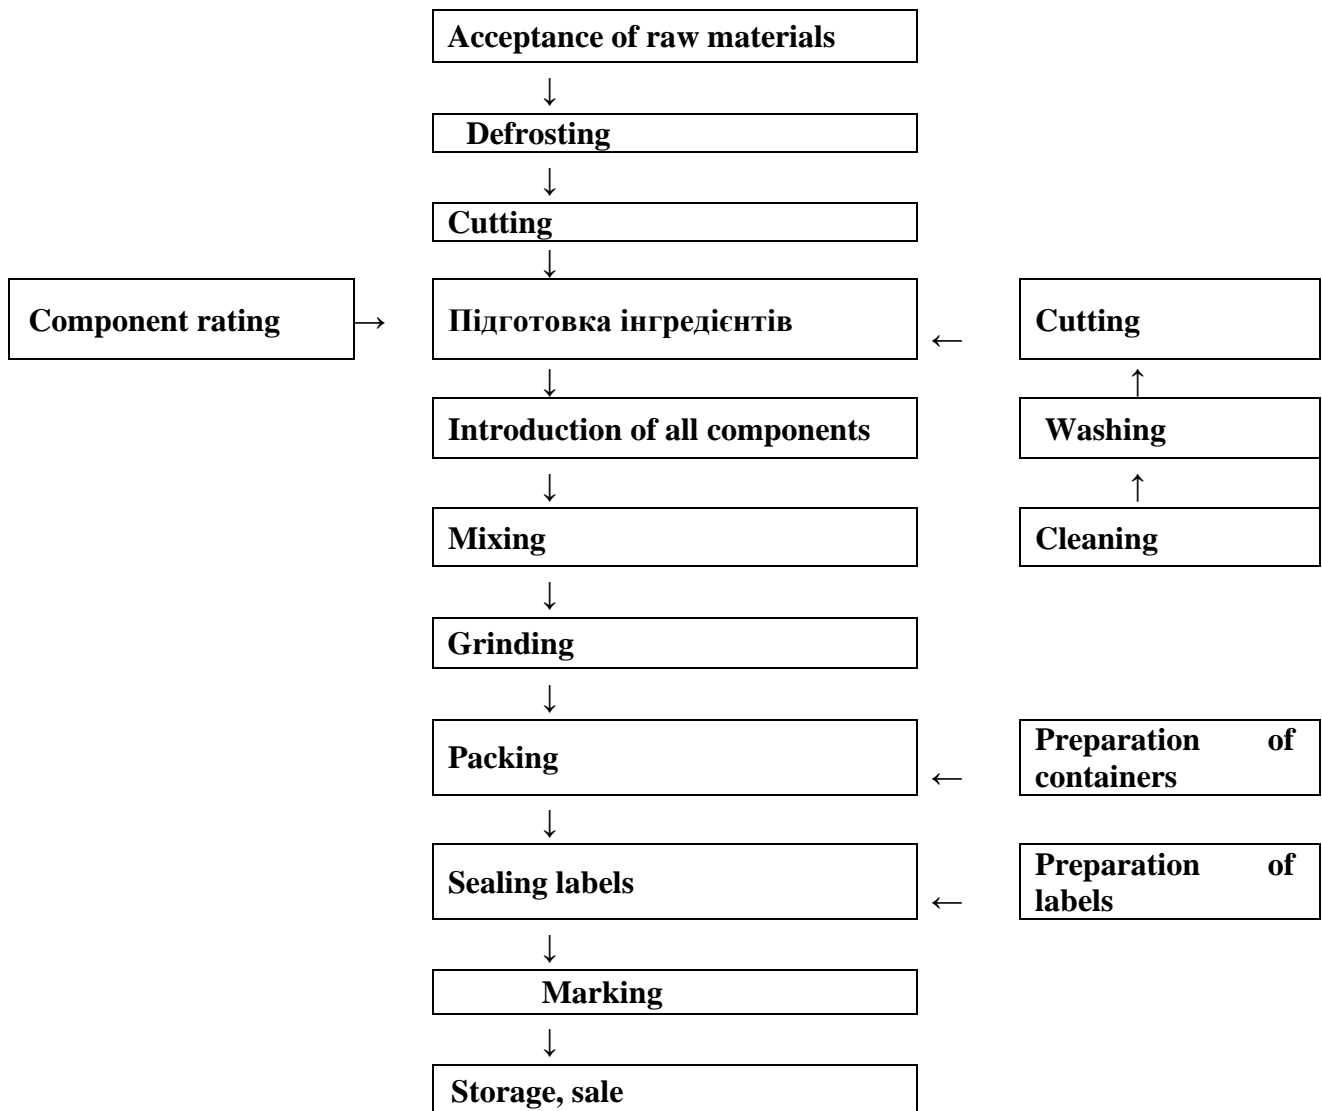 Acceptance of raw materials
↓
Defrosting
↓
Cutting
↓
Component rating
→
Підготовка інгредієнтів
←
Cutting
↓
↑
Introduction of all components
Washing
↓
↑
Mixing
Cleaning
↓
Grinding
↓
Packing
←
Preparation of
containers
↓
Sealing labels
←
Preparation of
labels
↓
Marking
↓
Storage, sale